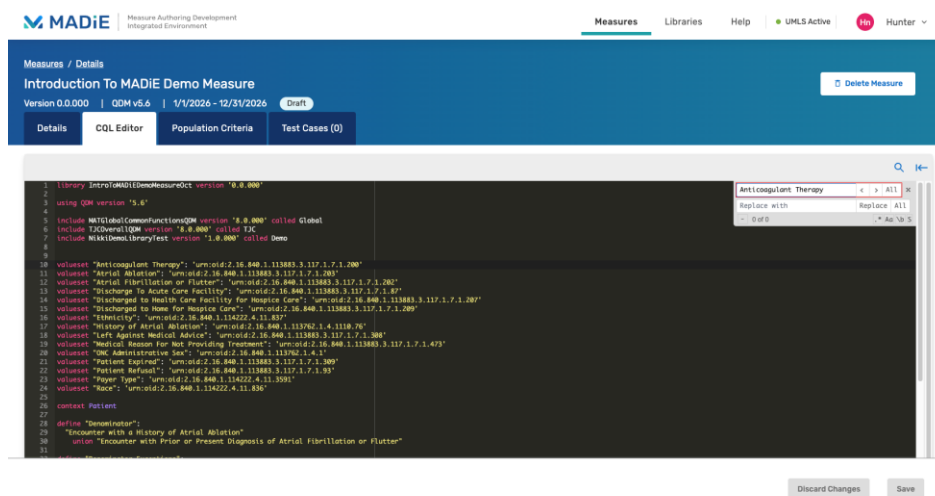 MADiE
Measure Authoring Development
Integrated Environment
Measures Libraries Help UMLS Active Hn Hunter
Measures / Details
Introduction To MADiE Demo Measure
Version 0.0.000 | QDM v5.6 | 1/1/2026 - 12/31/2026 Draft
Delete Measure
Details CQL Editor Population Criteria Test Cases (0)
Anticoagulant Therapy < > All ×
Replace with Replace All
- 0 of 0 .* Aa \b S
1 library IntroToMADiEDemoMeasureOct version '0.0.000'
2
3 using QDM version '5.6'
4
5 include MATGlobalCommonFunctionsQDM version '8.0.000' called Global
6 include TJCOverallQDM version '8.0.000' called TJC
7 include NikkiDemoLibraryTest version '1.0.000' called Demo
8
9
10 valueset "Anticoagulant Therapy": 'urn:oid:2.16.840.1.113883.3.117.1.7.1.200'
11 valueset "Atrial Ablation": 'urn:oid:2.16.840.1.113883.3.117.1.7.1.203'
12 valueset "Atrial Fibrillation or Flutter": 'urn:oid:2.16.840.1.113883.3.117.1.7.1.202'
13 valueset "Discharge To Acute Care Facility": 'urn:oid:2.16.840.1.113883.3.117.1.7.1.87'
14 valueset "Discharged to Health Care Facility for Hospice Care": 'urn:oid:2.16.840.1.113883.3.117.1.7.1.207'
15 valueset "Discharged to Home for Hospice Care": 'urn:oid:2.16.840.1.113883.3.117.1.7.1.209'
16 valueset "Ethnicity": 'urn:oid:2.16.840.1.114222.4.11.837'
17 valueset "History of Atrial Ablation": 'urn:oid:2.16.840.1.113762.1.4.1110.76'
18 valueset "Left Against Medical Advice": 'urn:oid:2.16.840.1.113883.3.117.1.7.1.308'
19 valueset "Medical Reason For Not Providing Treatment": 'urn:oid:2.16.840.1.113883.3.117.1.7.1.473'
20 valueset "ONC Administrative Sex": 'urn:oid:2.16.840.1.113762.1.4.1'
21 valueset "Patient Expired": 'urn:oid:2.16.840.1.113883.3.117.1.7.1.309'
22 valueset "Patient Refusal": 'urn:oid:2.16.840.1.113883.3.117.1.7.1.93'
23 valueset "Payer Type": 'urn:oid:2.16.840.1.114222.4.11.3591'
24 valueset "Race": 'urn:oid:2.16.840.1.114222.4.11.836'
25
26 context Patient
27
28 define "Denominator":
29 "Encounter with a History of Atrial Ablation"
30 union "Encounter with Prior or Present Diagnosis of Atrial Fibrillation or Flutter"
31
Discard Changes Save